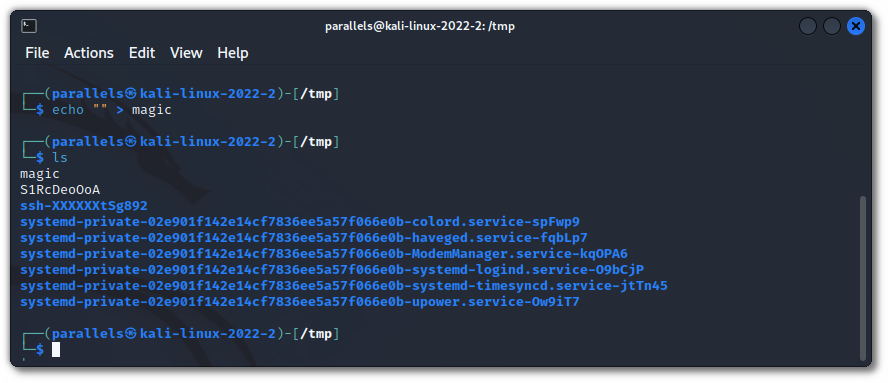 parallels@kali-linux-2022-2: /tmp
File Actions Edit View Help
┌──(parallels㉿kali-linux-2022-2)-[/tmp]
└─$ echo "" > magic
┌──(parallels㉿kali-linux-2022-2)-[/tmp]
└─$ ls
magic
S1RcDeoOoA
ssh-XXXXXXtSg892
systemd-private-02e901f142e14cf7836ee5a57f066e0b-colord.service-spFwp9
systemd-private-02e901f142e14cf7836ee5a57f066e0b-haveged.service-fqbLp7
systemd-private-02e901f142e14cf7836ee5a57f066e0b-ModemManager.service-kqOPA6
systemd-private-02e901f142e14cf7836ee5a57f066e0b-systemd-logind.service-O9bCjP
systemd-private-02e901f142e14cf7836ee5a57f066e0b-systemd-timesyncd.service-jtTn45
systemd-private-02e901f142e14cf7836ee5a57f066e0b-upower.service-Ow9iT7
┌──(parallels㉿kali-linux-2022-2)-[/tmp]
└─$